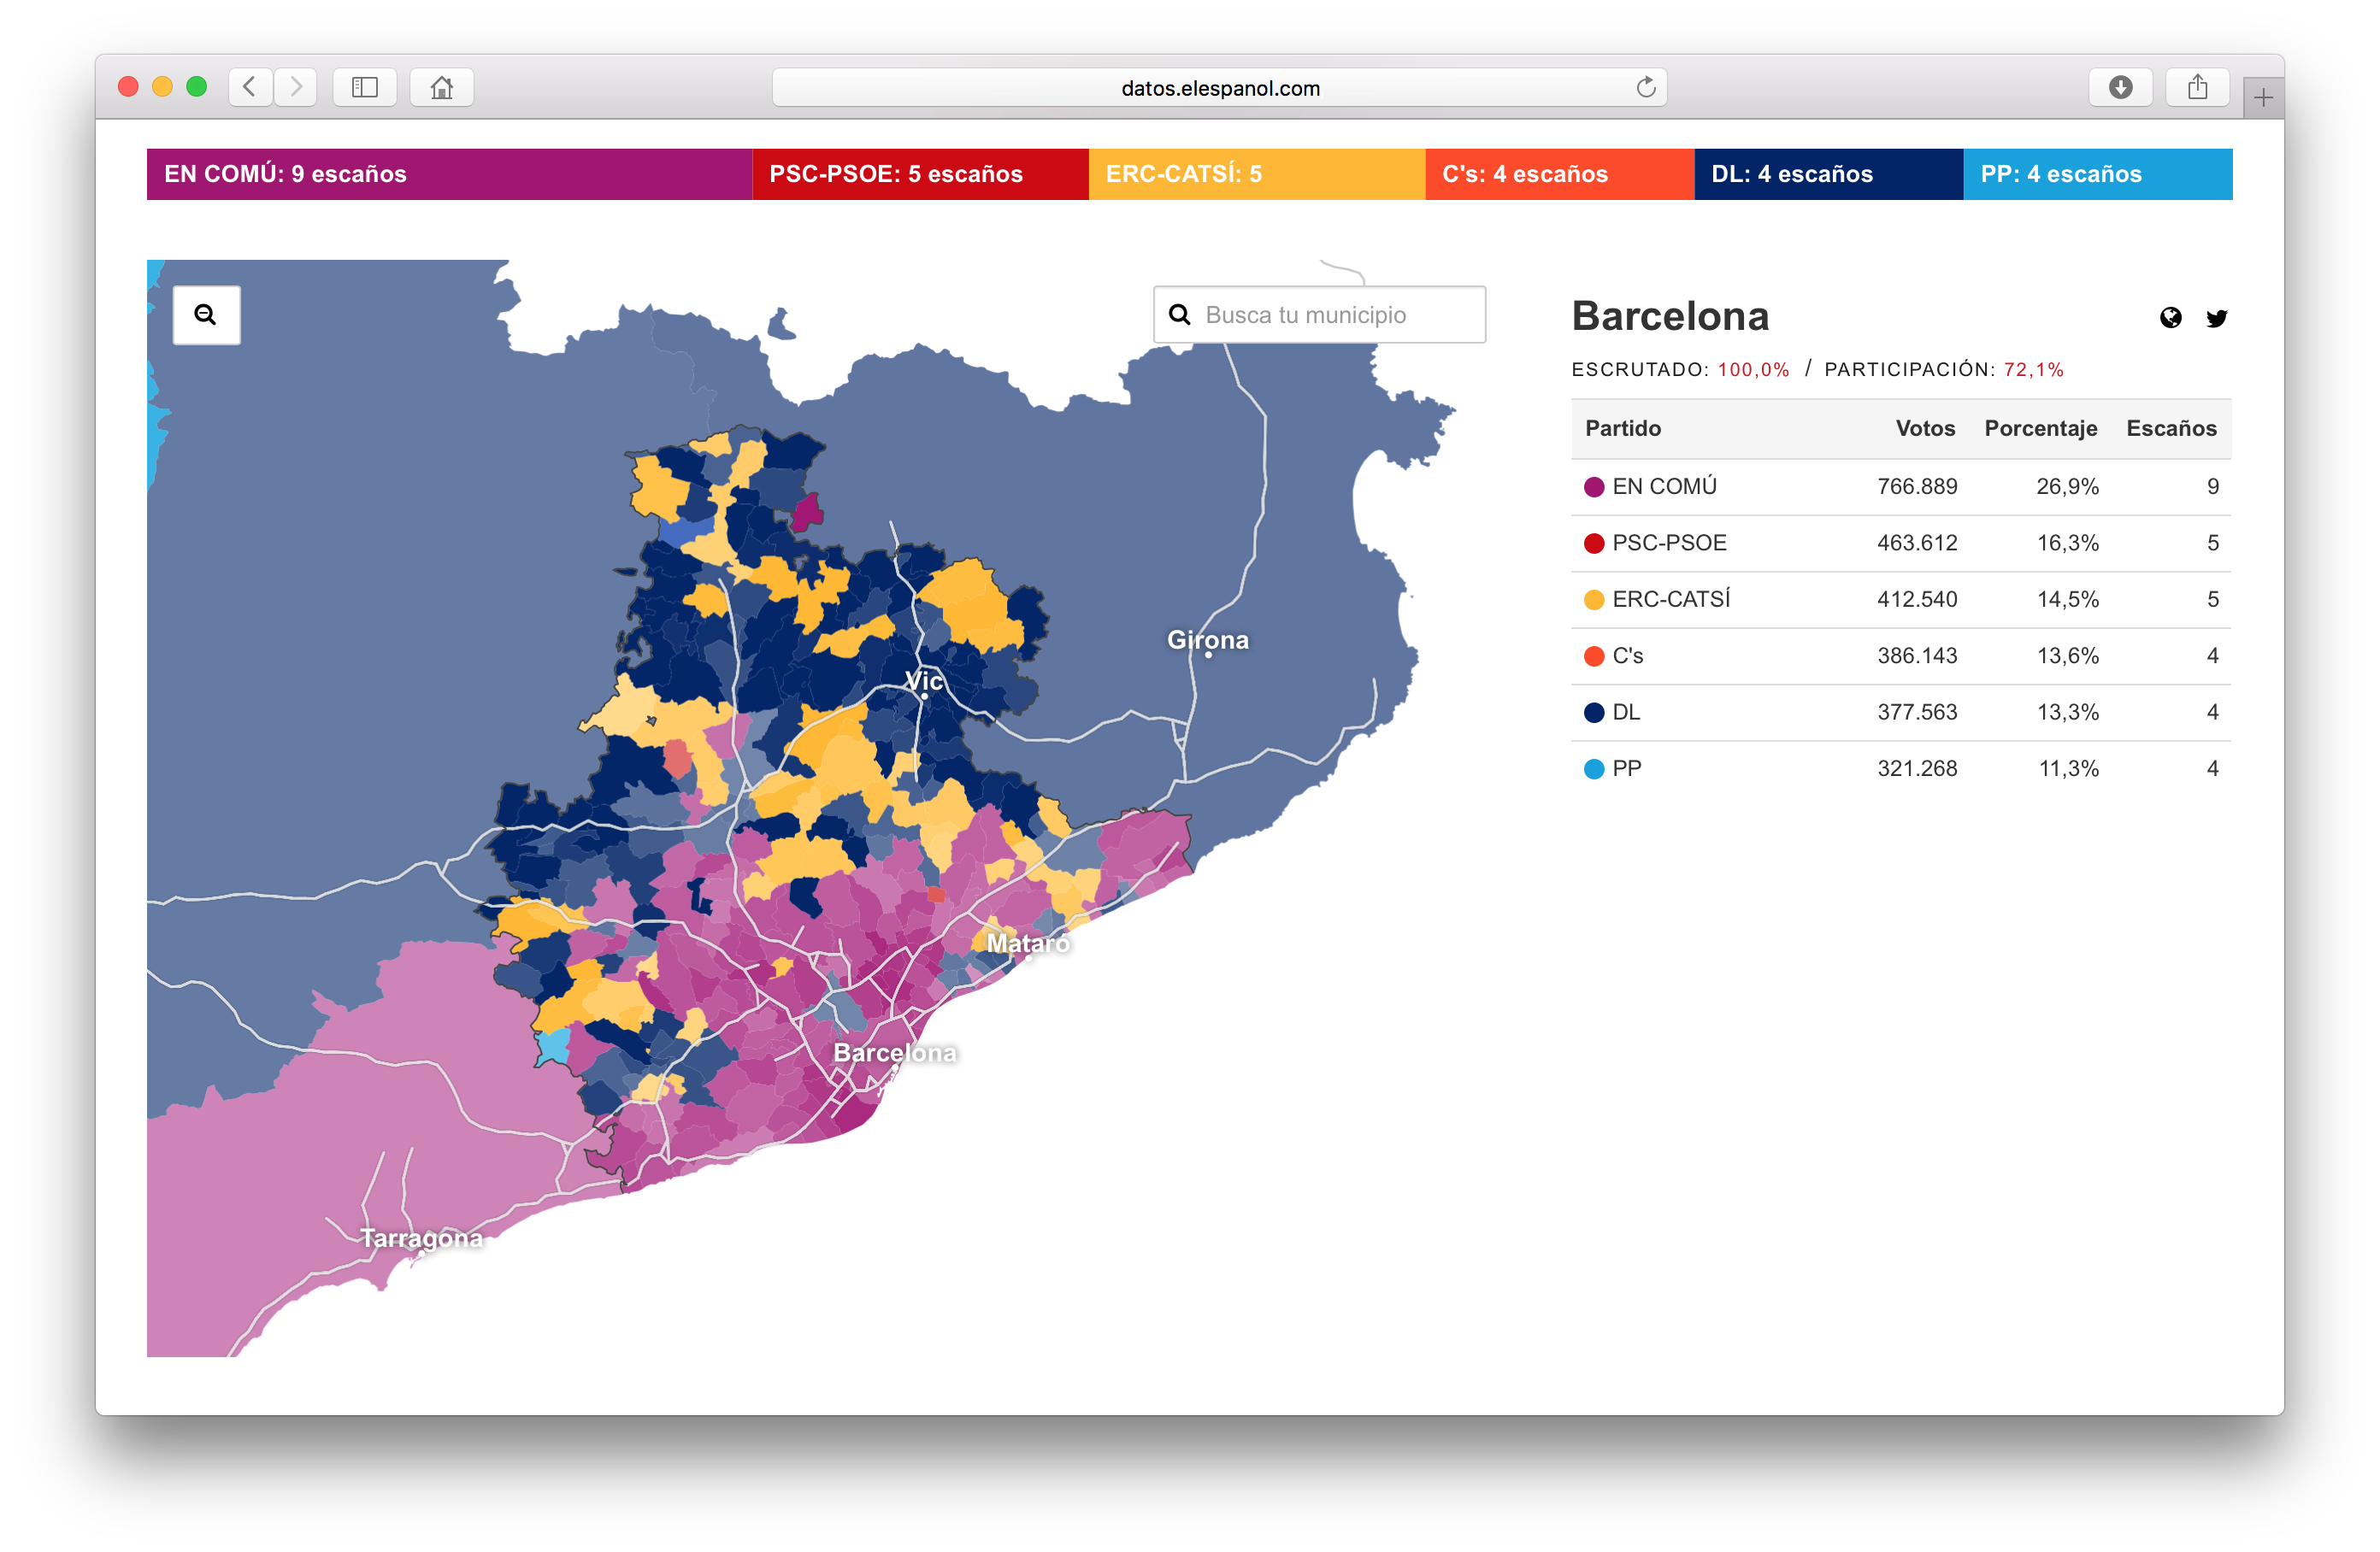 datos.elespanol.com
EN COMÚ: 9 escaños PSC-PSOE: 5 escaños ERC-CATSÍ: 5 C's: 4 escaños DL: 4 escaños PP: 4 escaños
Busca tu municipio
Girona
Vic
Mataró
Barcelona
Tarragona
Barcelona
ESCRUTADO: 100,0% / PARTICIPACIÓN: 72,1%
Partido Votos Porcentaje Escaños
EN COMÚ 766.889 26,9% 9
PSC-PSOE 463.612 16,3% 5
ERC-CATSÍ 412.540 14,5% 5
C's 386.143 13,6% 4
DL 377.563 13,3% 4
PP 321.268 11,3% 4